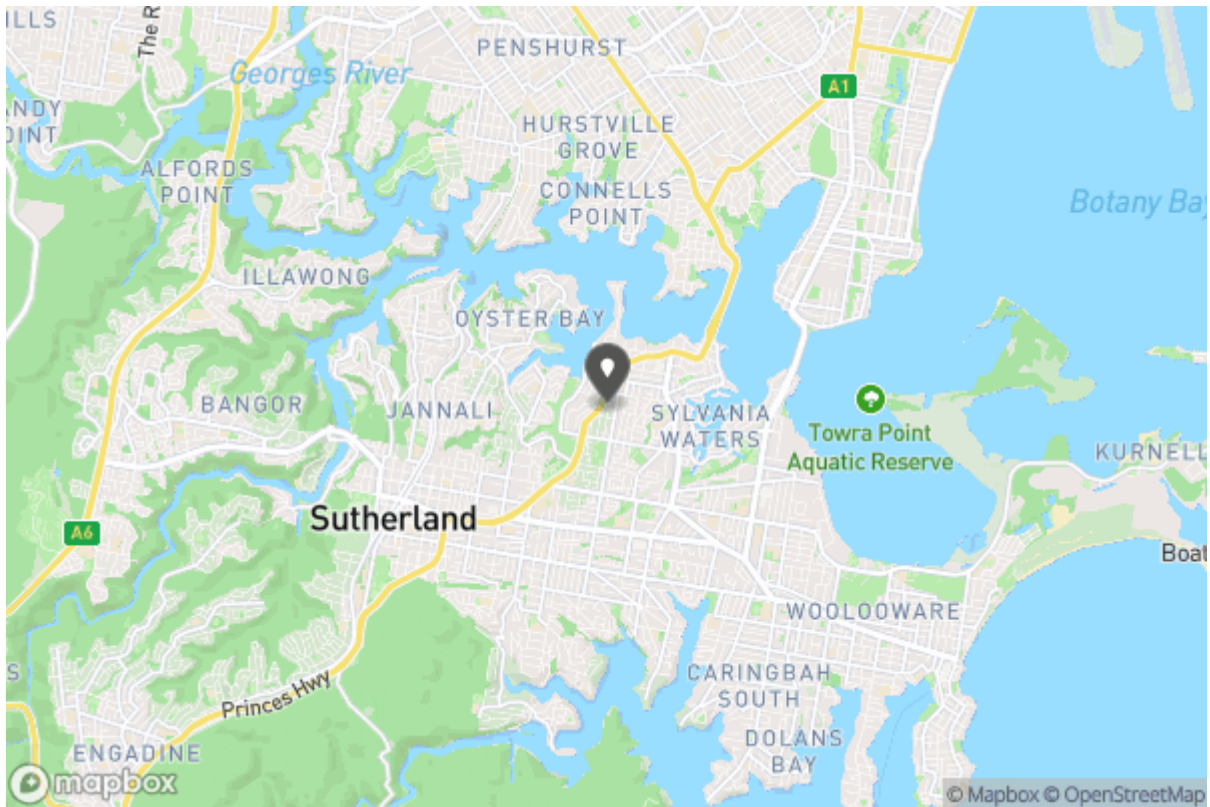 ILLS
The R
PENSHURST
Georges River
A1
ANDY
POINT
HURSTVILLE
GROVE
ALFORDS
POINT
CONNELLS
POINT
Botany Bay
ILLAWONG
OYSTER BAY
BANGOR
JANNALI
SYLVANIA
WATERS
Towra Point
Aquatic Reserve
KURNELL
Sutherland
A6
Boat
WOOLOOWARE
S
CARINGBAH
SOUTH
Princes Hwy
DOLANS
BAY
ENGADINE
mapbox
© Mapbox © OpenStreetMap